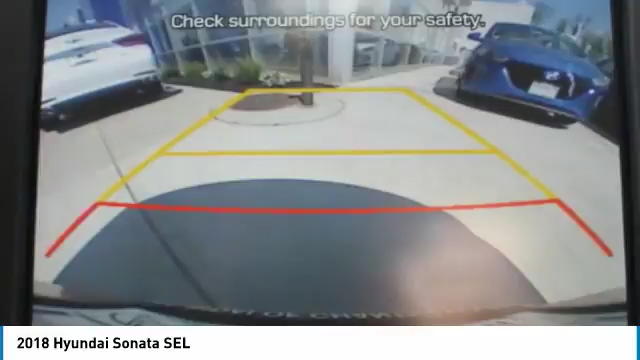 Check surroundings for your safety.
2018 Hyundai Sonata SEL